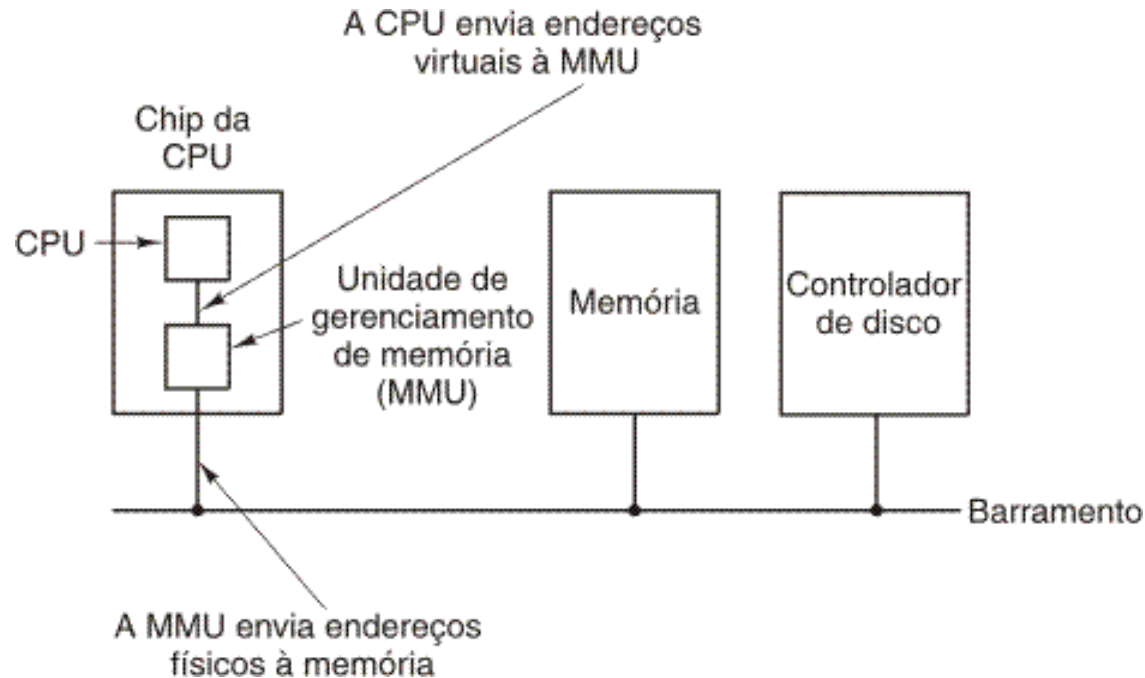 A CPU envia endereços
virtuais à MMU
Chip da
CPU
CPU
Unidade de
gerenciamento
de memória
(MMU)
Memória
Controlador
de disco
Barramento
A MMU envia endereços
físicos à memória